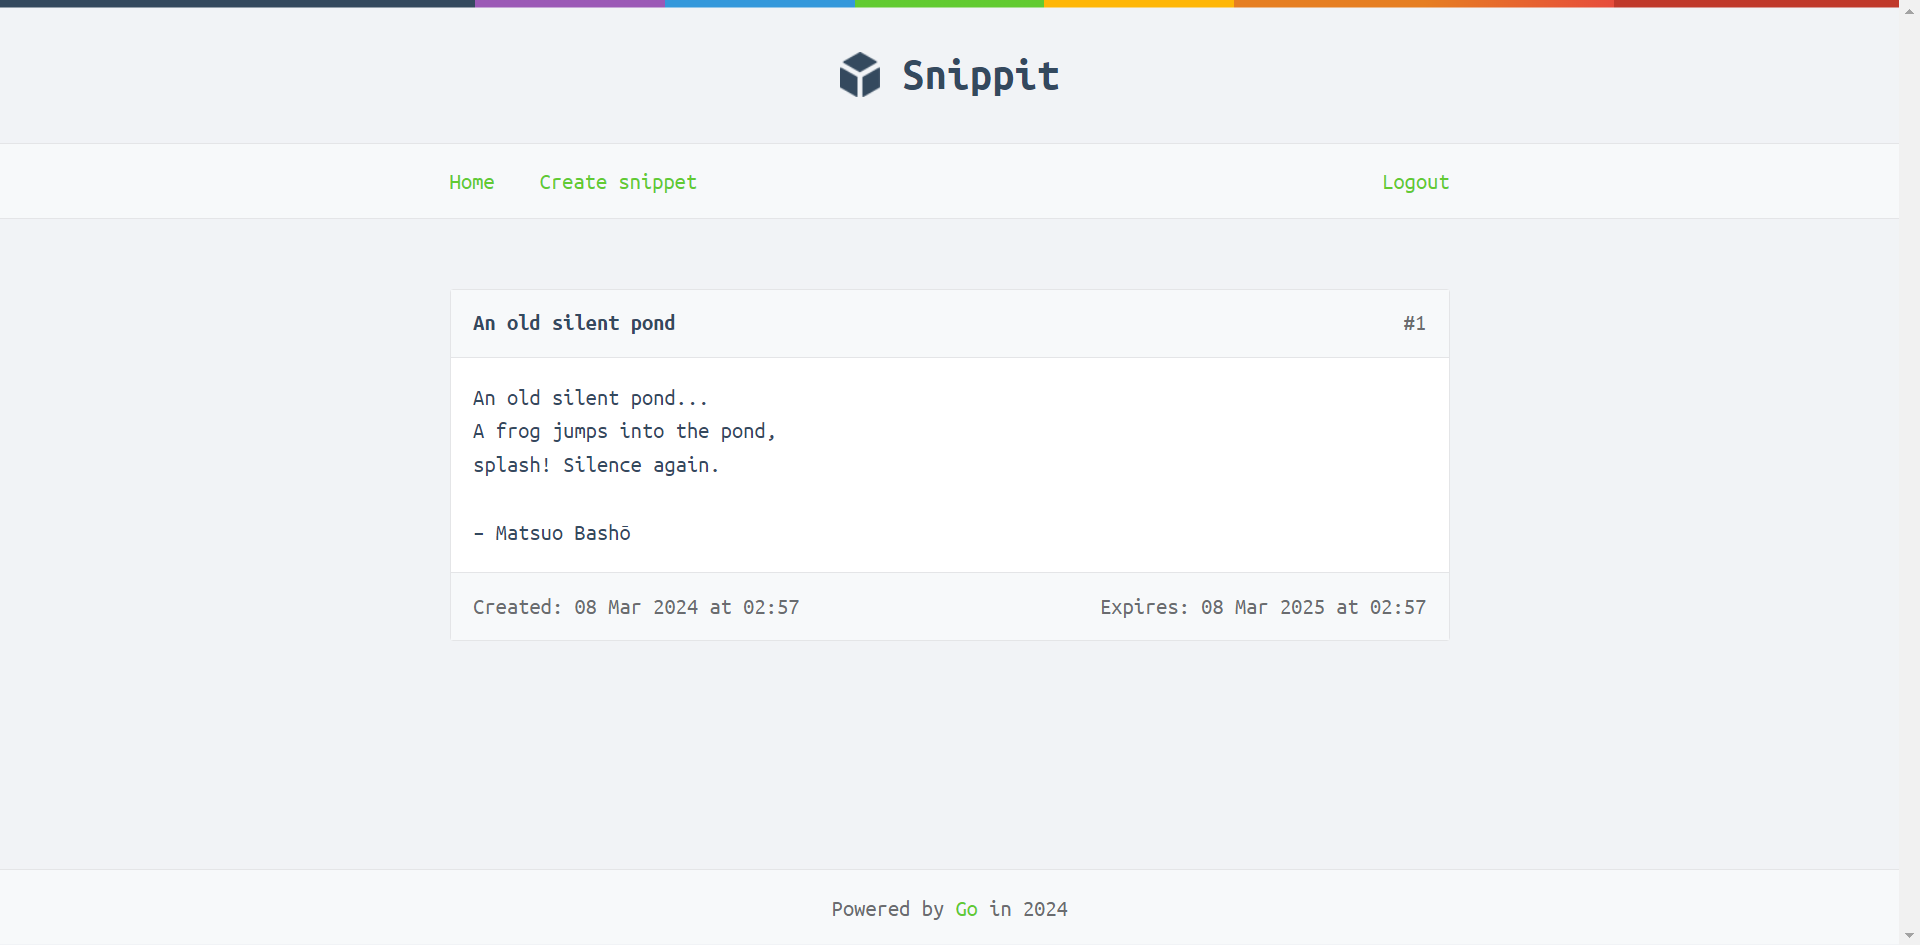 Snippit
Home Create snippet Logout
An old silent pond #1
An old silent pond...
A frog jumps into the pond,
splash! Silence again.
– Matsuo Bashō
Created: 08 Mar 2024 at 02:57 Expires: 08 Mar 2025 at 02:57
Powered by Go in 2024